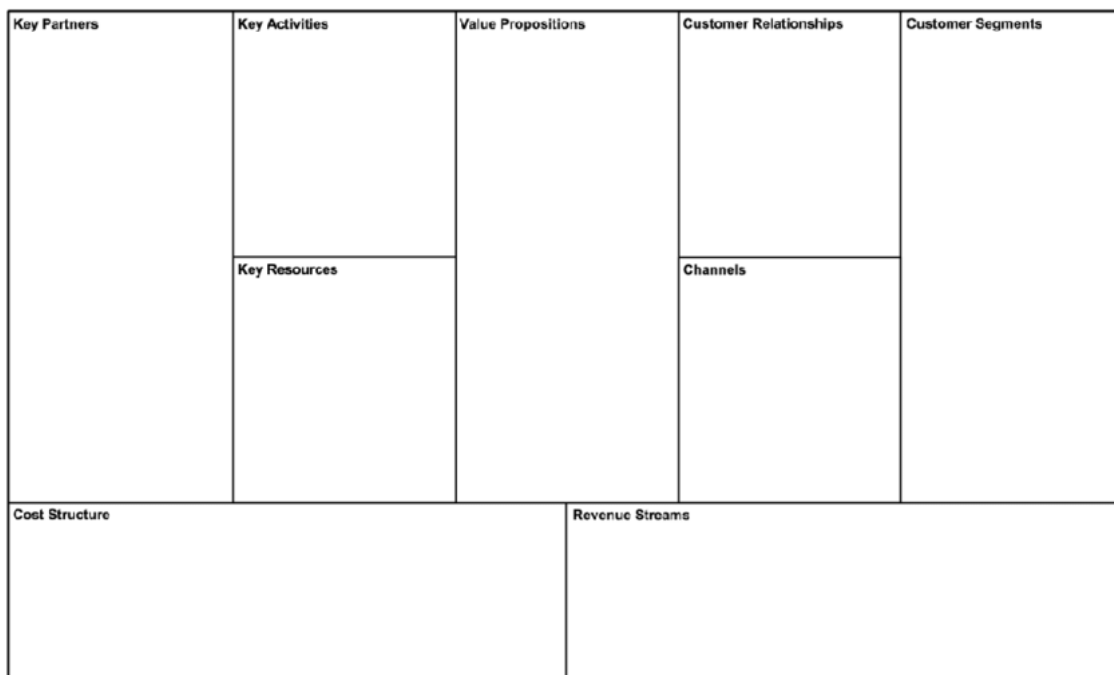 Key Partners
Key Activities
Value Propositions
Customer Relationships
Customer Segments
Key Resources
Channels
Cost Structure
Revenue Streams